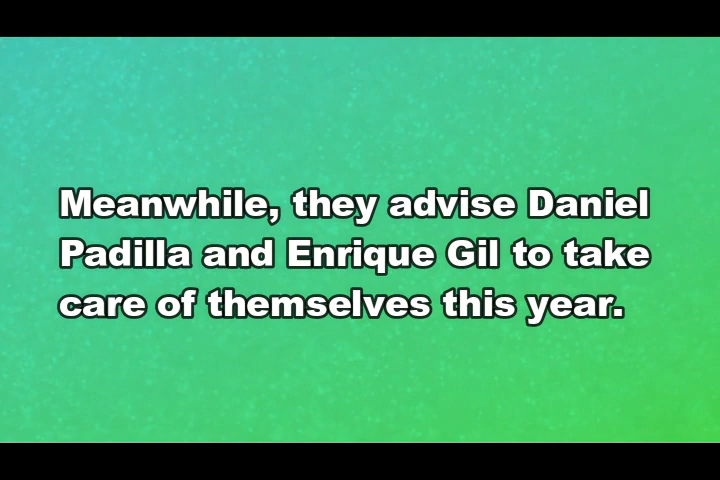 Meanwhile, they advise Daniel
Padilla and Enrique Gil to take
care of themselves this year.